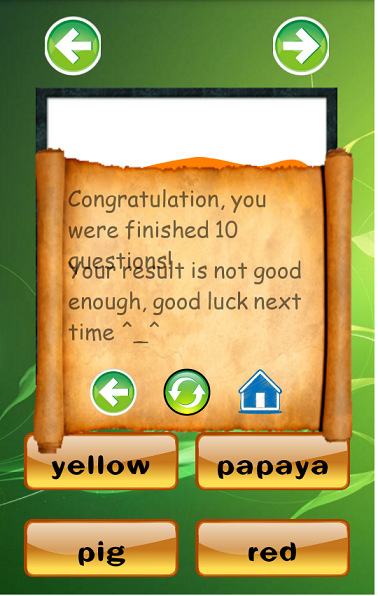 Congratulation, you
were finished 10
questions!
Your result is not good
enough, good luck next
time ^_^
yellow papaya
pig red